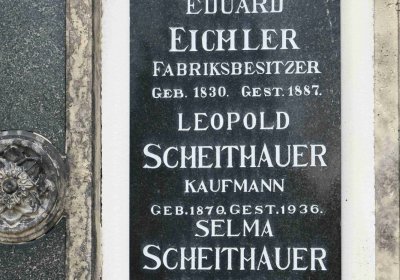 EDUARD
EICHLER
FABRIKSBESITZER
GEB. 1830. GEST. 1887.
LEOPOLD
SCHEITHAUER
KAUFMANN
GEB. 1870. GEST. 1936.
SELMA
SCHEITHAUER